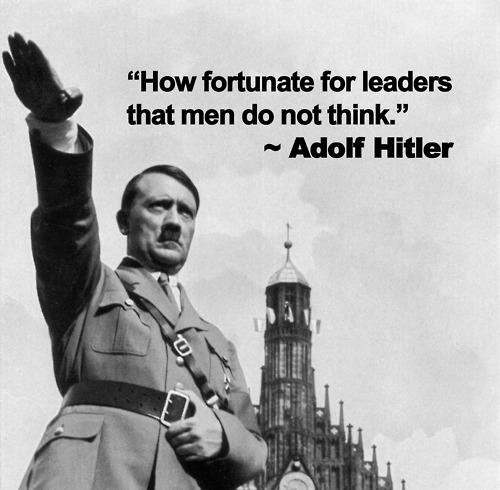 “How fortunate for leaders
that men do not think.”
~ Adolf Hitler